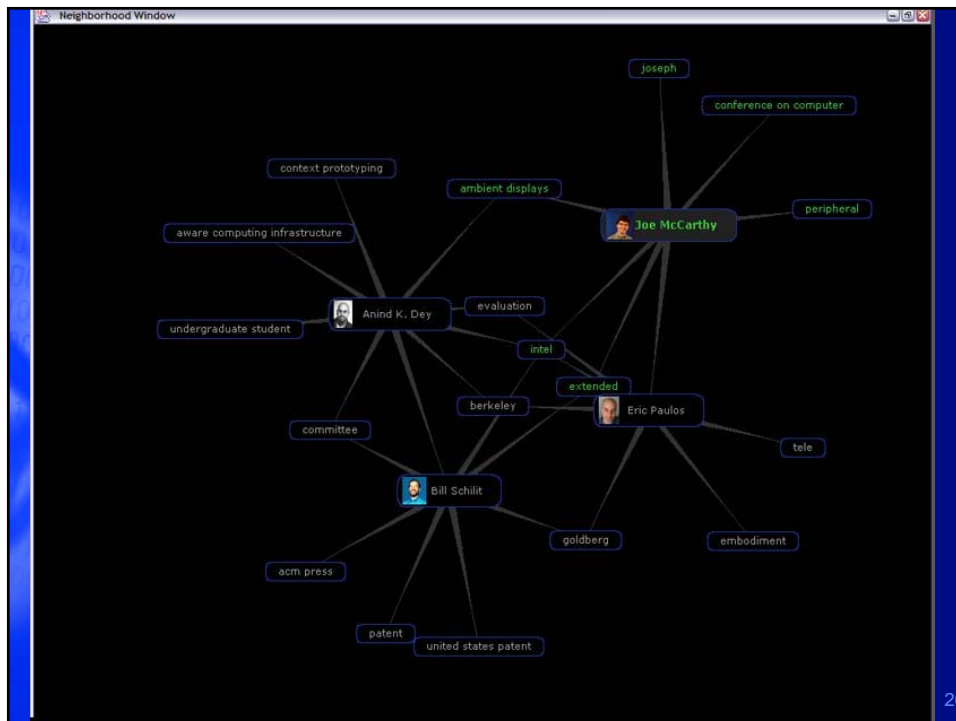 Neighborhood Window
joseph
conference on computer
context prototyping
ambient displays
peripheral
Joe McCarthy
aware computing infrastructure
evaluation
Anind K. Dey
undergraduate student
intel
extended
berkeley
Eric Paulos
committee
tele
Bill Schilit
goldberg
embodiment
acm press
patent
united states patent